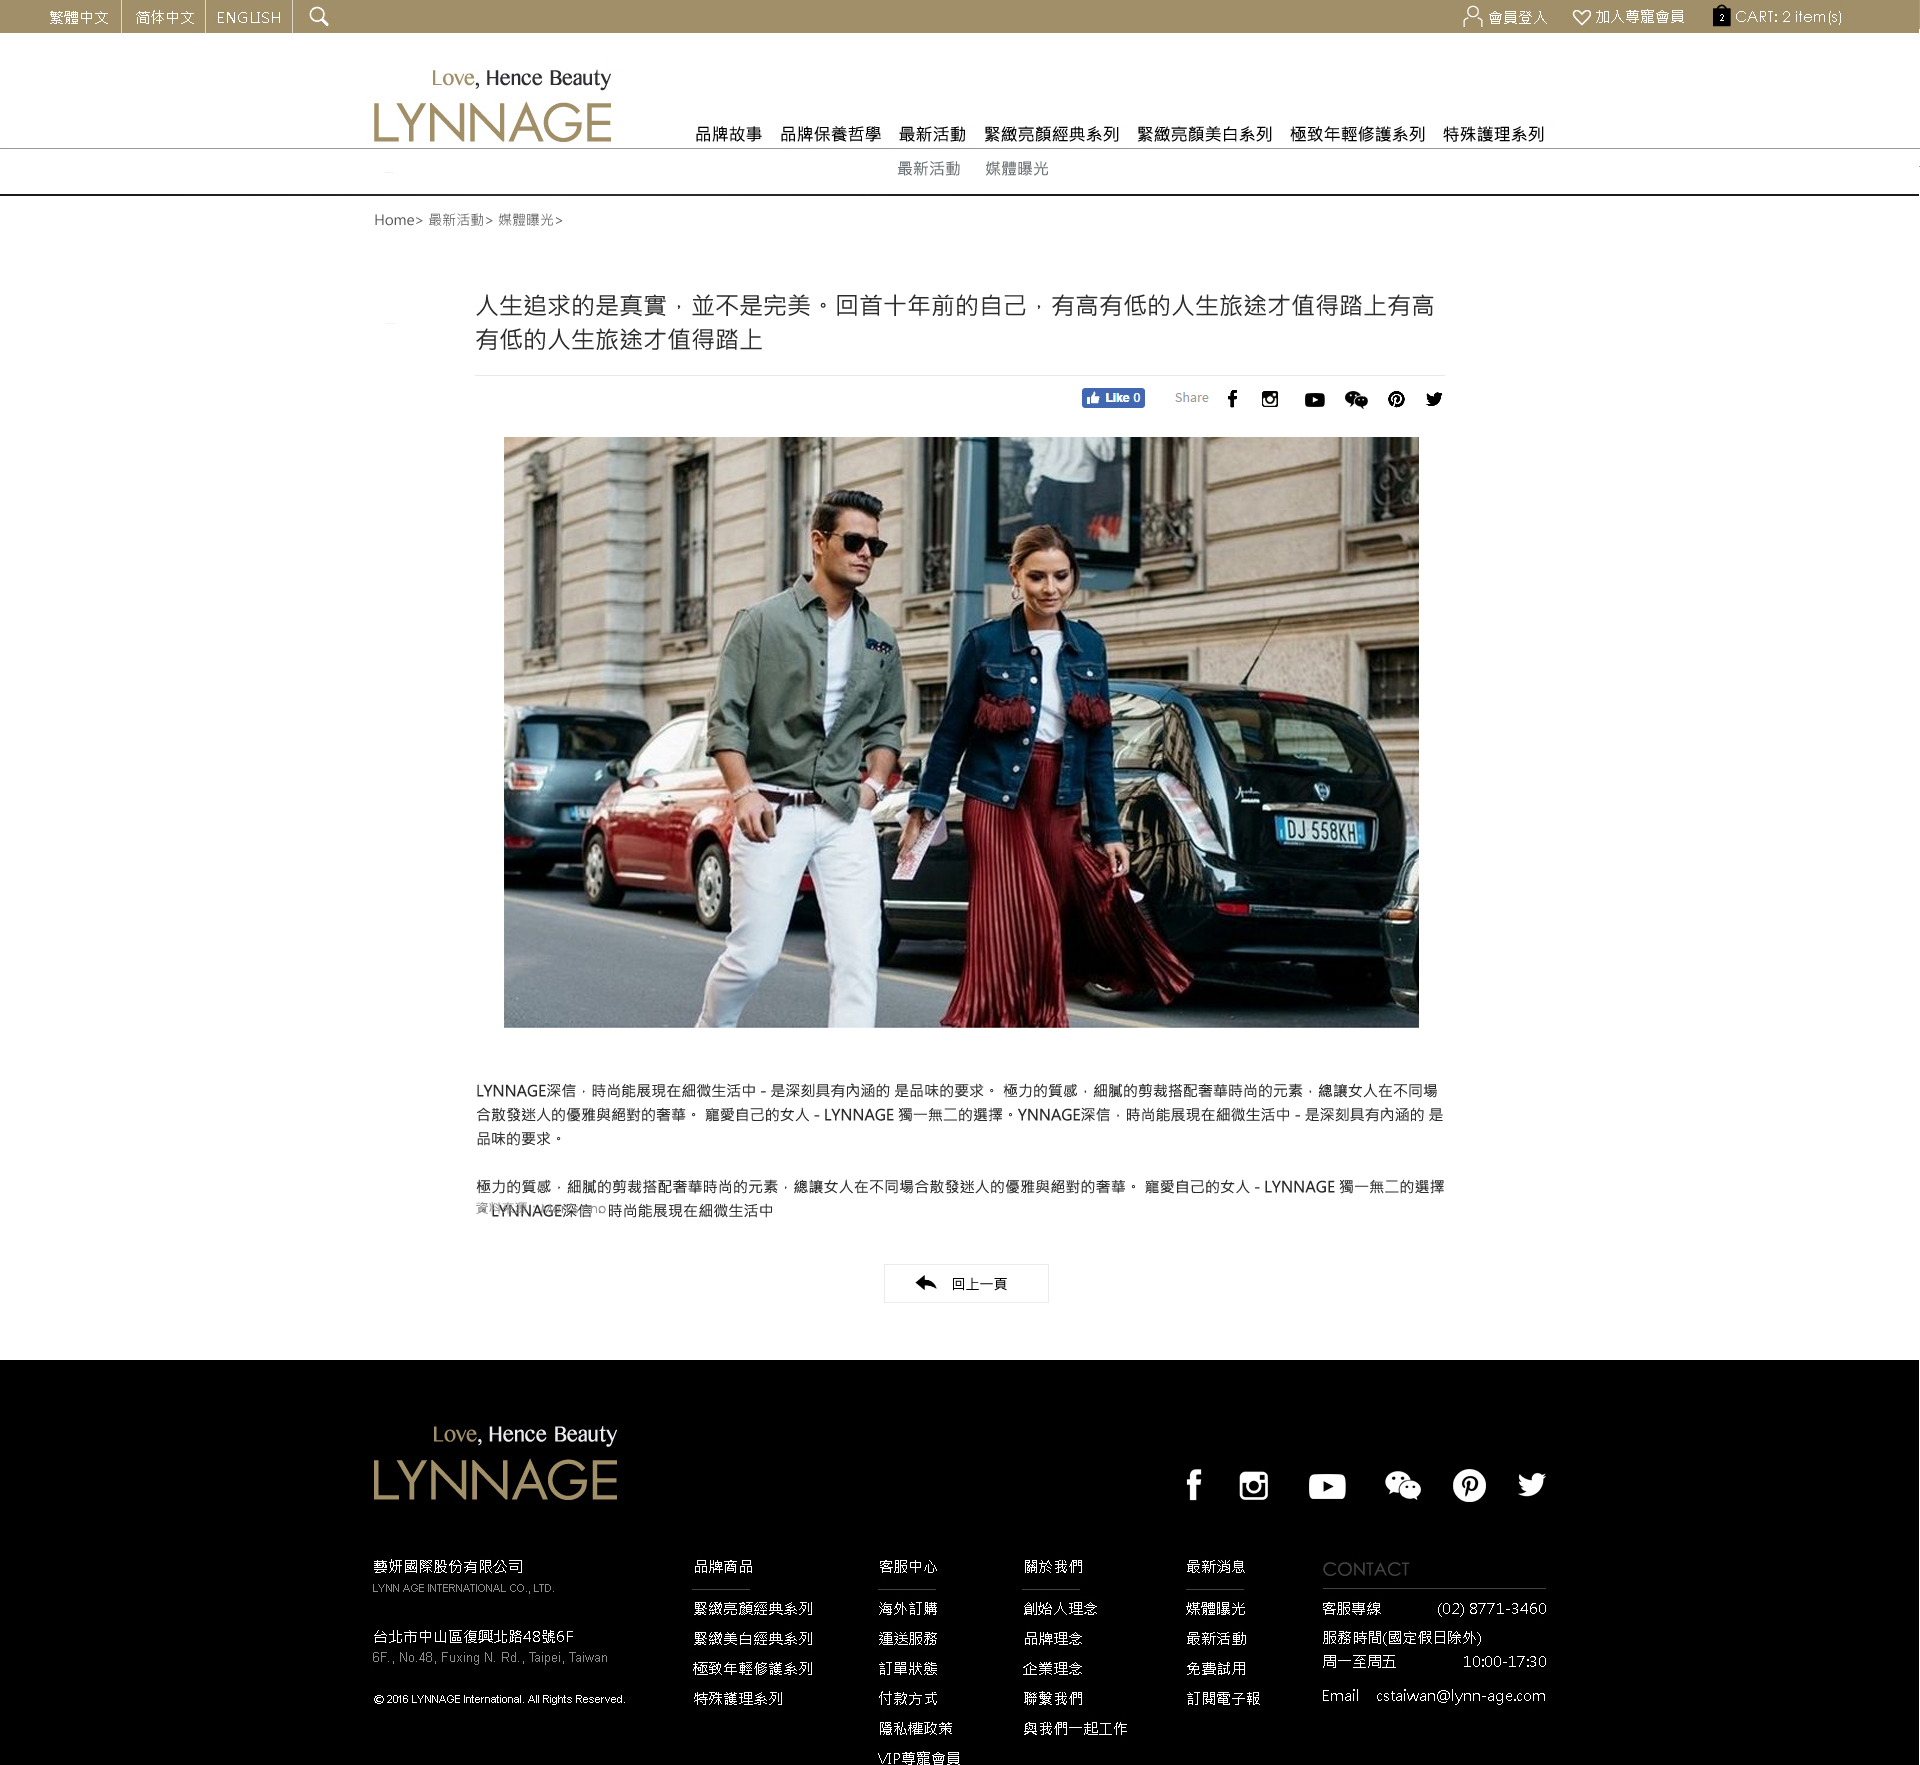 繁體中文
简体中文
ENGLISH
會員登入
加入尊寵會員
2
CART: 2 item(s)
Love, Hence Beauty
LYNNAGE
品牌故事
品牌保養哲學
最新活動
緊緻亮顏經典系列
緊緻亮顏美白系列
極致年輕修護系列
特殊護理系列
最新活動
媒體曝光
Home> 最新活動> 媒體曝光>
人生追求的是真實，並不是完美。回首十年前的自己，有高有低的人生旅途才值得踏上有高
有低的人生旅途才值得踏上
Like 0
Share
DJ 558KH
LYNNAGE深信，時尚能展現在細微生活中 - 是深刻具有內涵的 是品味的要求。 極力的質感，細膩的剪裁搭配奢華時尚的元素，總讓女人在不同場
合散發迷人的優雅與絕對的奢華。 寵愛自己的女人 - LYNNAGE 獨一無二的選擇。YNNAGE深信，時尚能展現在細微生活中 - 是深刻具有內涵的 是
品味的要求。
極力的質感，細膩的剪裁搭配奢華時尚的元素，總讓女人在不同場合散發迷人的優雅與絕對的奢華。 寵愛自己的女人 - LYNNAGE 獨一無二的選擇
LYNNAGE深信，時尚能展現在細微生活中
回上一頁
Love, Hence Beauty
LYNNAGE
藝妍國際股份有限公司
LYNN AGE INTERNATIONAL CO., LTD.
台北市中山區復興北路48號6F
6F., No.48, Fuxing N. Rd., Taipei, Taiwan
© 2016 LYNNAGE International. All Rights Reserved.
品牌商品
緊緻亮顏經典系列
緊緻美白經典系列
極致年輕修護系列
特殊護理系列
客服中心
海外訂購
運送服務
訂單狀態
付款方式
隱私權政策
VIP尊寵會員
關於我們
創始人理念
品牌理念
企業理念
聯繫我們
與我們一起工作
最新消息
媒體曝光
最新活動
免費試用
訂閱電子報
CONTACT
客服專線 (02) 8771-3460
服務時間(國定假日除外)
周一至周五 10:00-17:30
Email cstaiwan@lynn-age.com